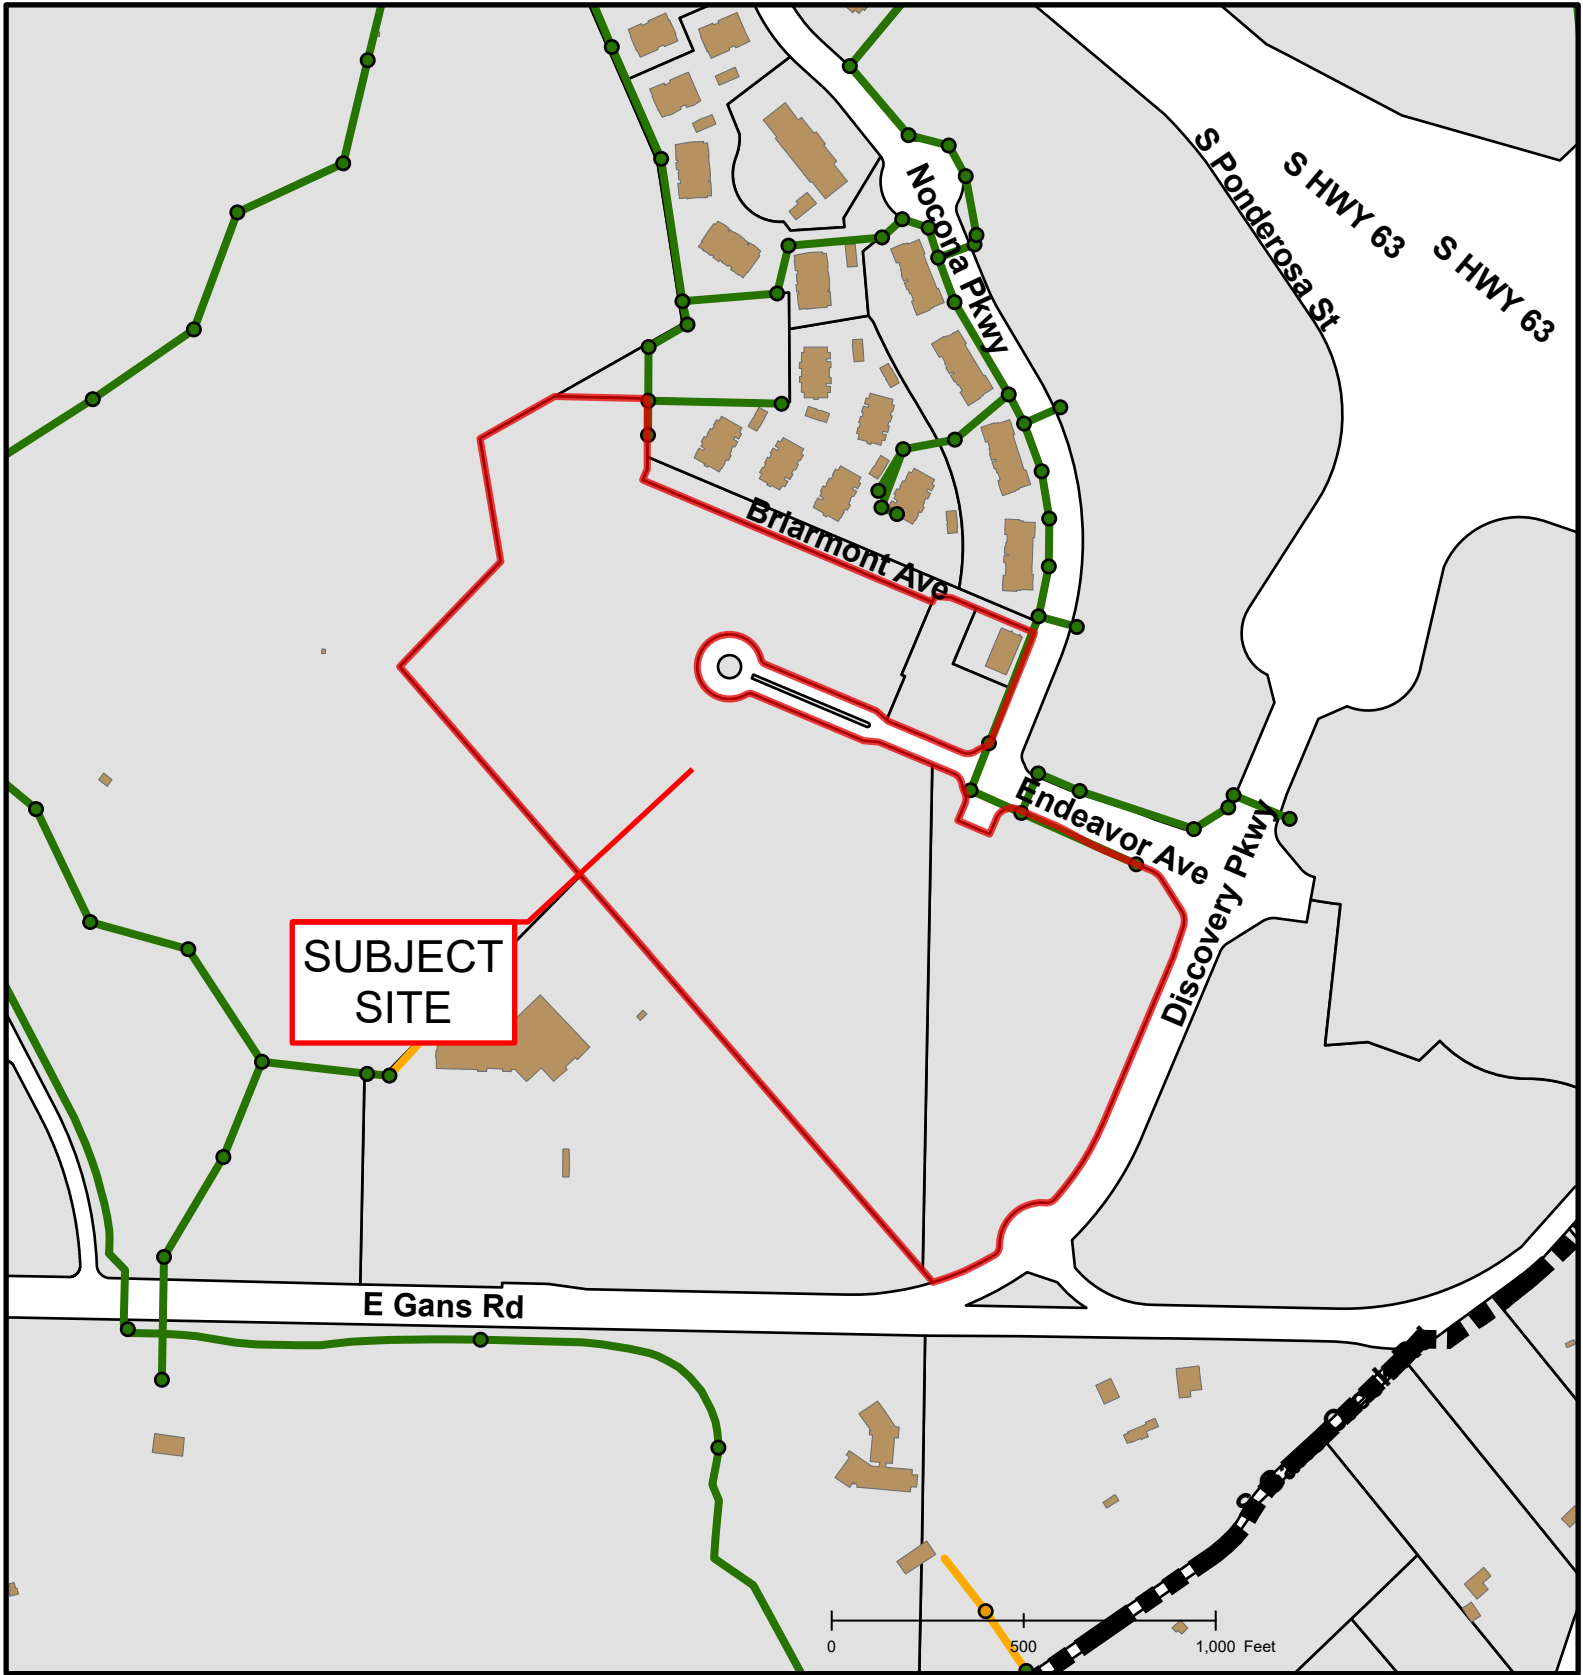 S Ponderosa St
S HWY 63
S HWY 63
Nocona Pkwy
Briarmont Ave
Endeavor Ave
Discovery Pkwy
SUBJECT
SITE
E Gans Rd
0 500 1,000 Feet